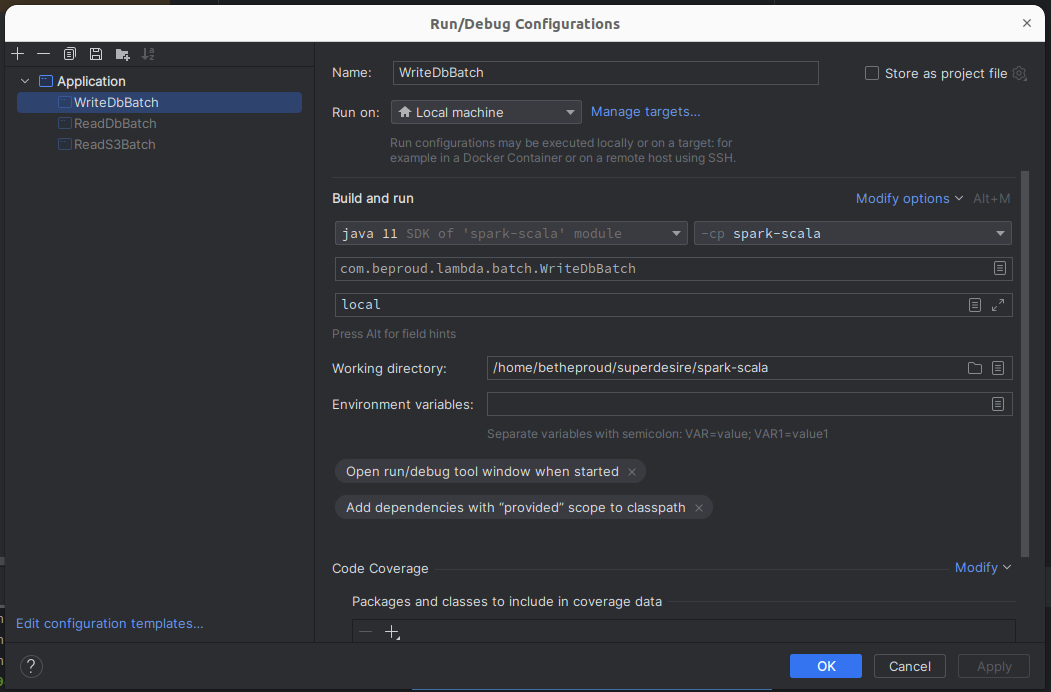 Run/Debug Configurations
Application
WriteDbBatch
ReadDbBatch
ReadS3Batch
Edit configuration templates...
Name: WriteDbBatch Store as project file
Run on: Local machine Manage targets...
Run configurations may be executed locally or on a target: for
example in a Docker Container or on a remote host using SSH.
Build and run Modify options Alt+M
java 11 SDK of 'spark-scala' module -cp spark-scala
com.beproud.lambda.batch.WriteDbBatch
local
Press Alt for field hints
Working directory: /home/betheproud/superdesire/spark-scala
Environment variables:
Separate variables with semicolon: VAR=value; VAR1=value1
Open run/debug tool window when started
Add dependencies with “provided” scope to classpath
Code Coverage Modify
Packages and classes to include in coverage data
? OK Cancel Apply